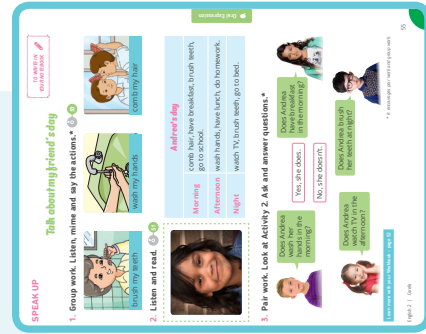 Oral Expression
SPEAK UP
Talk about my friend's day
1. Group work. Listen, mime and say the actions.*
brush my teeth
wash my hands
comb my hair
2. Listen and read.
Andrea's day
Morning
comb hair, have breakfast, brush teeth,
go to school.
Afternoon
wash hands, have lunch, do homework.
Night
watch TV, brush teeth, go to bed.
3. Pair work. Look at Activity 2. Ask and answer questions.*
Does Andrea
wash her
hands in the
morning?
Yes, she does.
No, she doesn't.
Does Andrea
have breakfast
in the morning?
Does Andrea
watch TV in the
afternoon?
Does Andrea brush
her teeth at night?
English 2 |
55